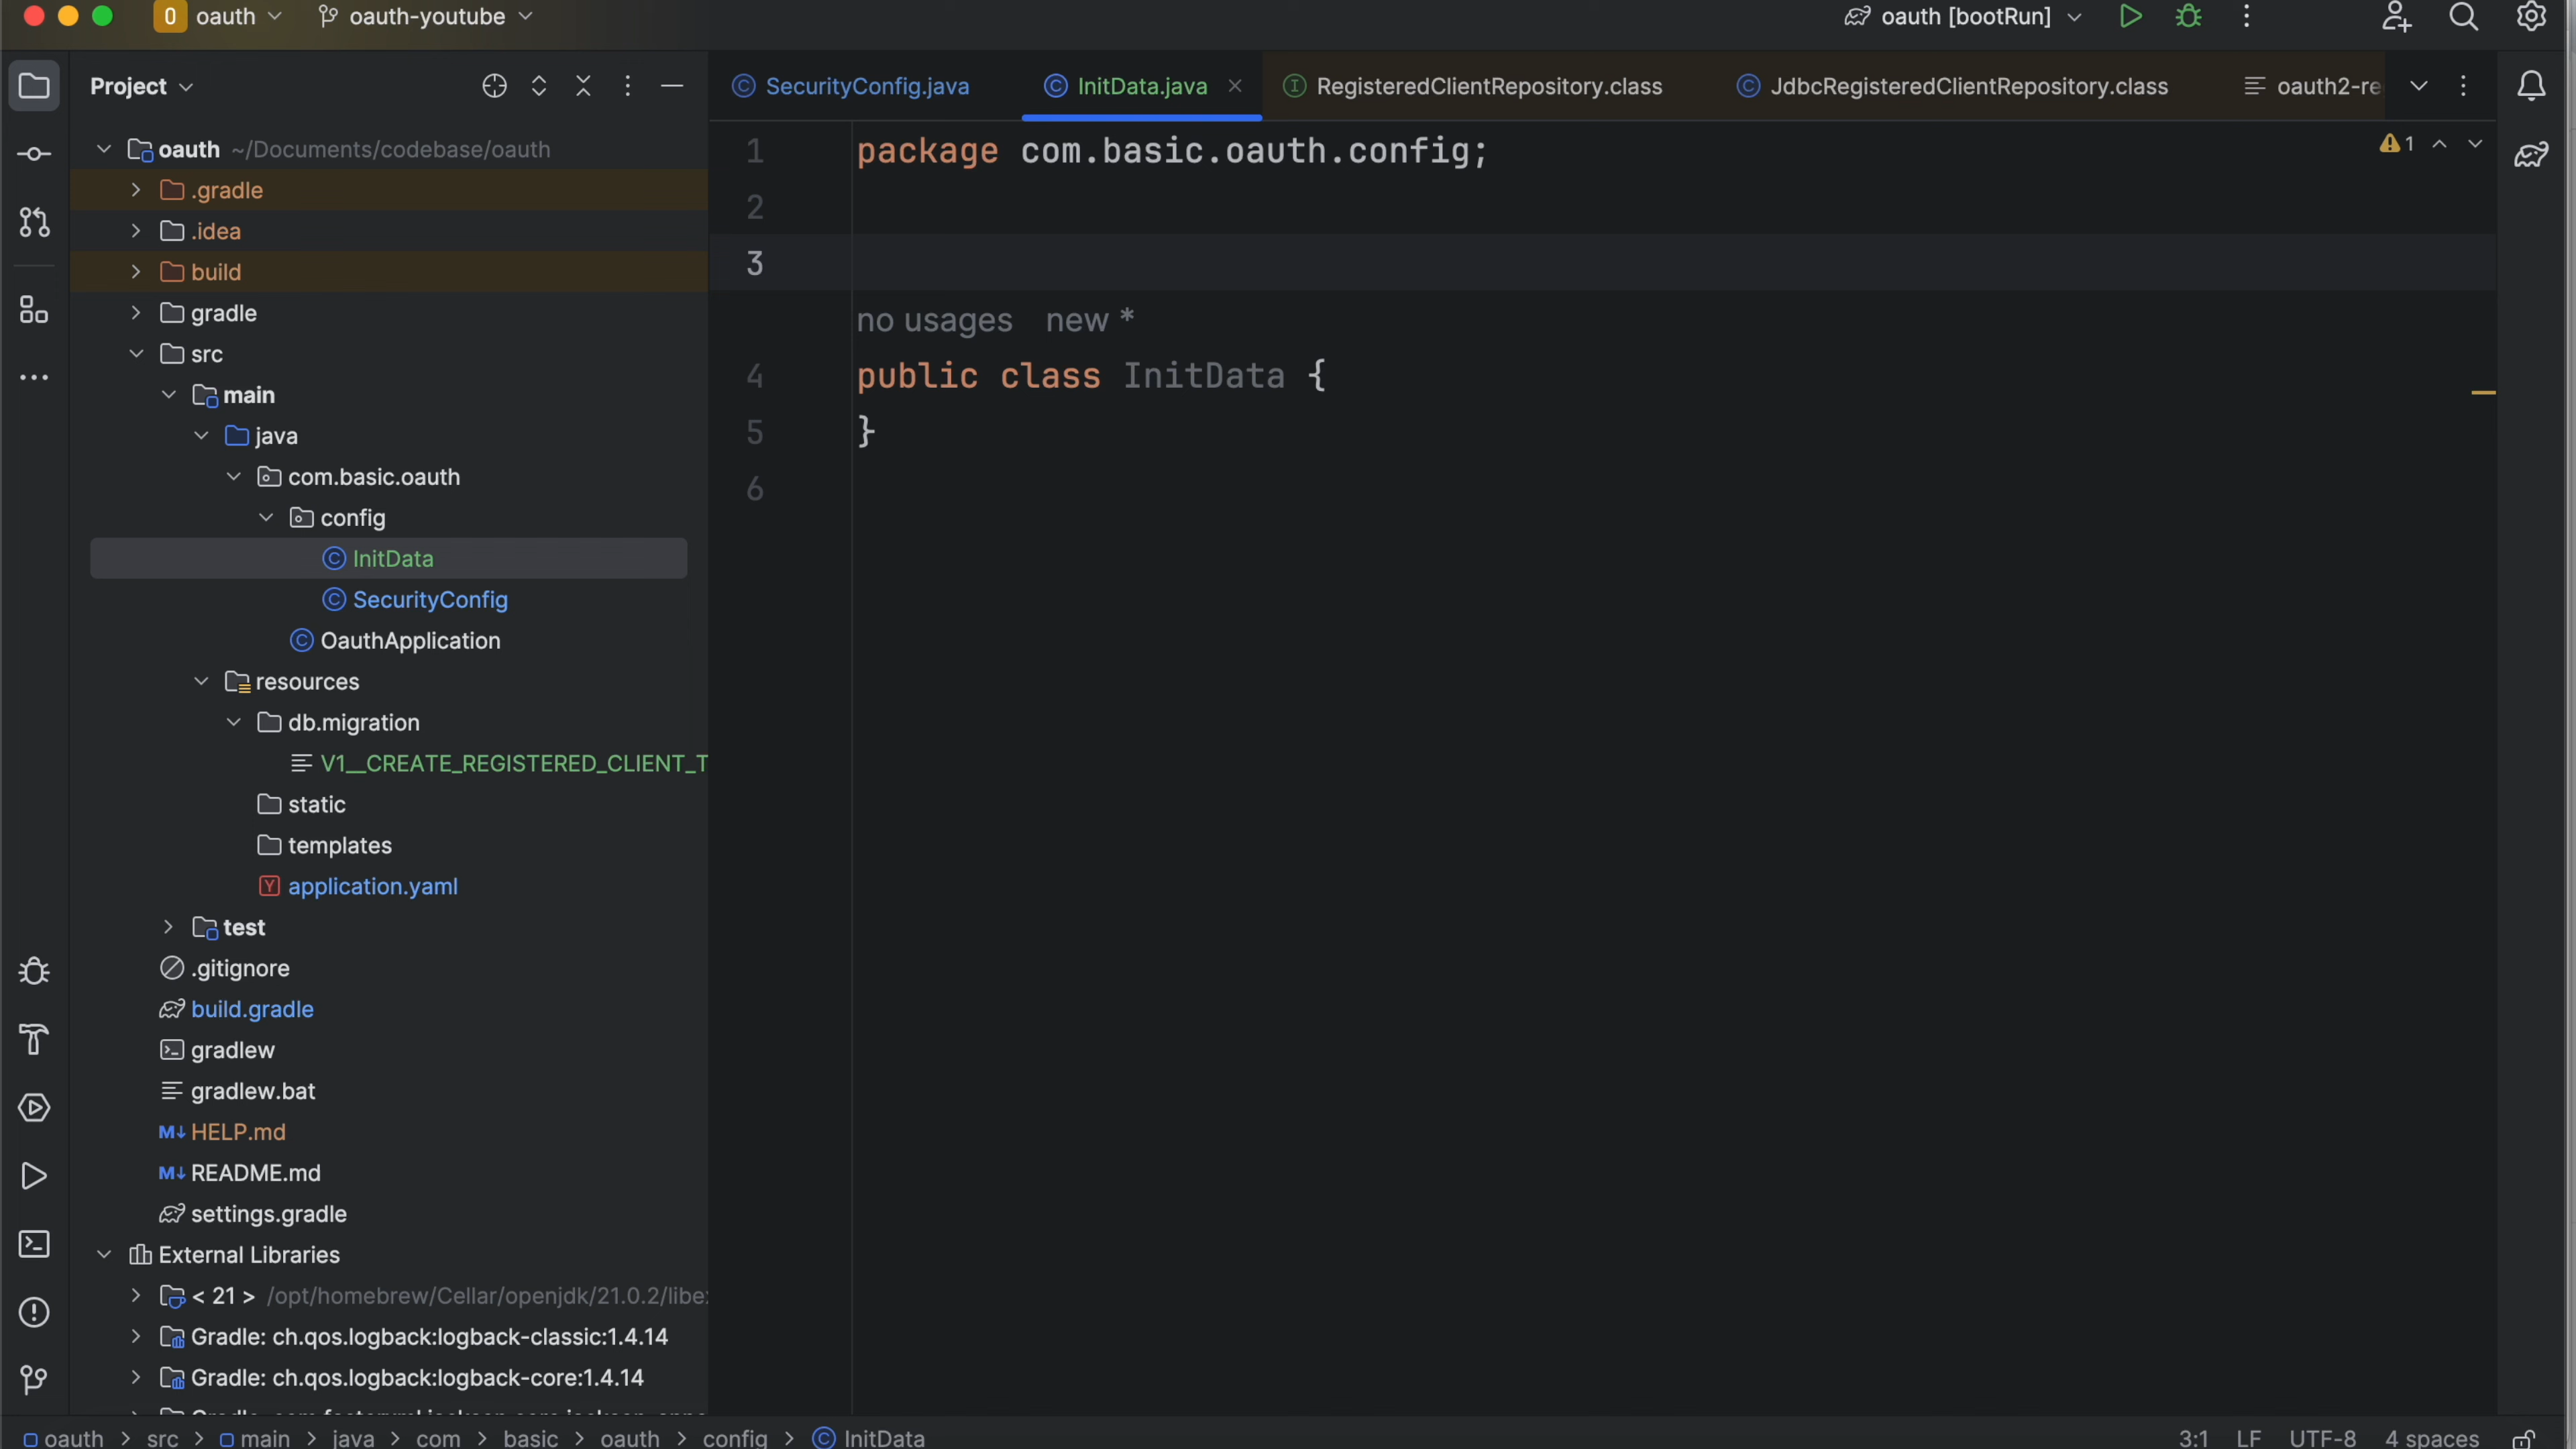 O oauth oauth-youtube oauth [bootRun]
Project
SecurityConfig.java InitData.java RegisteredClientRepository.class JdbcRegisteredClientRepository.class oauth2-re
oauth ~/Documents/codebase/oauth
.gradle
.idea
build
gradle
src
main
java
com.basic.oauth
config
InitData
SecurityConfig
OauthApplication
resources
db.migration
V1__CREATE_REGISTERED_CLIENT_T
static
templates
application.yaml
test
.gitignore
build.gradle
gradlew
gradlew.bat
HELP.md
README.md
settings.gradle
External Libraries
< 21 > /opt/homebrew/Cellar/openjdk/21.0.2/libe
Gradle: ch.qos.logback:logback-classic:1.4.14
Gradle: ch.qos.logback:logback-core:1.4.14
1 package com.basic.oauth.config;
1
2
3
no usages new *
4 public class InitData {
5 }
6
oauth > src > main > java > com > basic > oauth > config > InitData
3:1 LF UTF-8 4 spaces